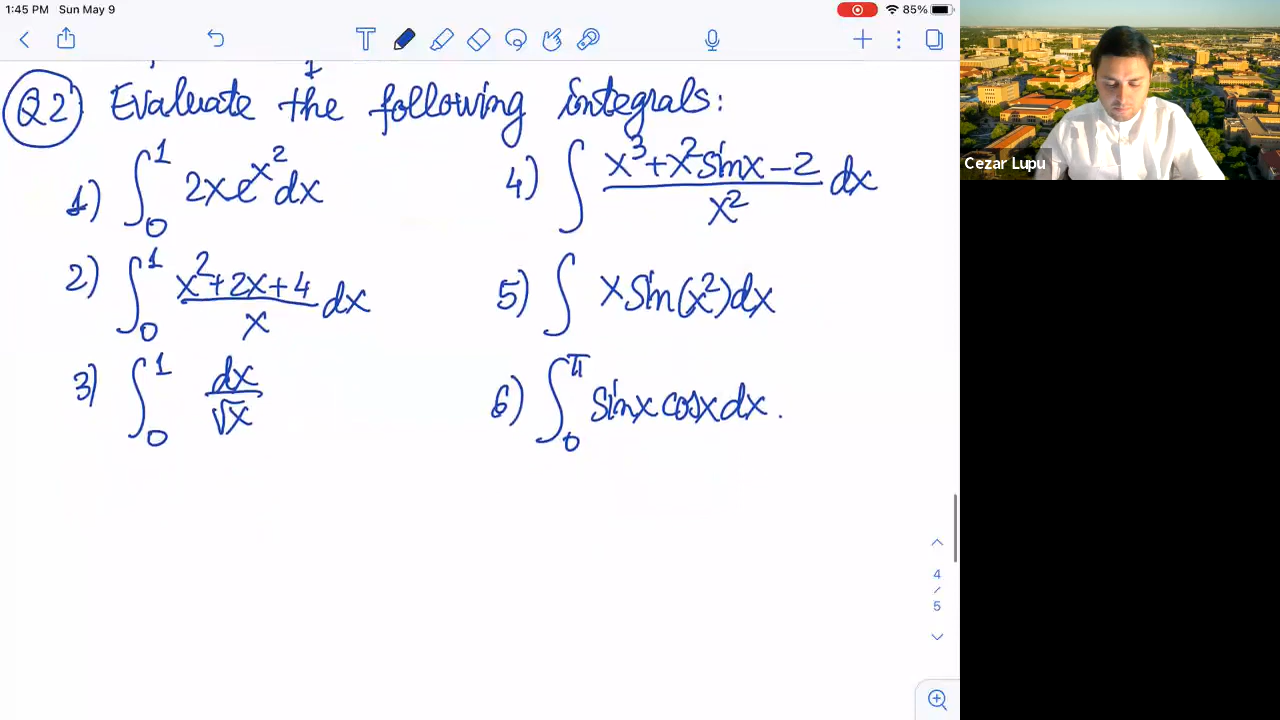 1:45 PM Sun May 9
85%
Q2 Evaluate the following integrals:
1) ∫₀¹ 2xe^{x²} dx
2) ∫₀¹ (x²+2x+4)/x dx
3) ∫₀¹ dx/√x
4) ∫ (x³+x² sinx−2)/x² dx
5) ∫ x sin(x²) dx
6) ∫₀^π sinx cosx dx.
Cezar Lupu
4
/
5